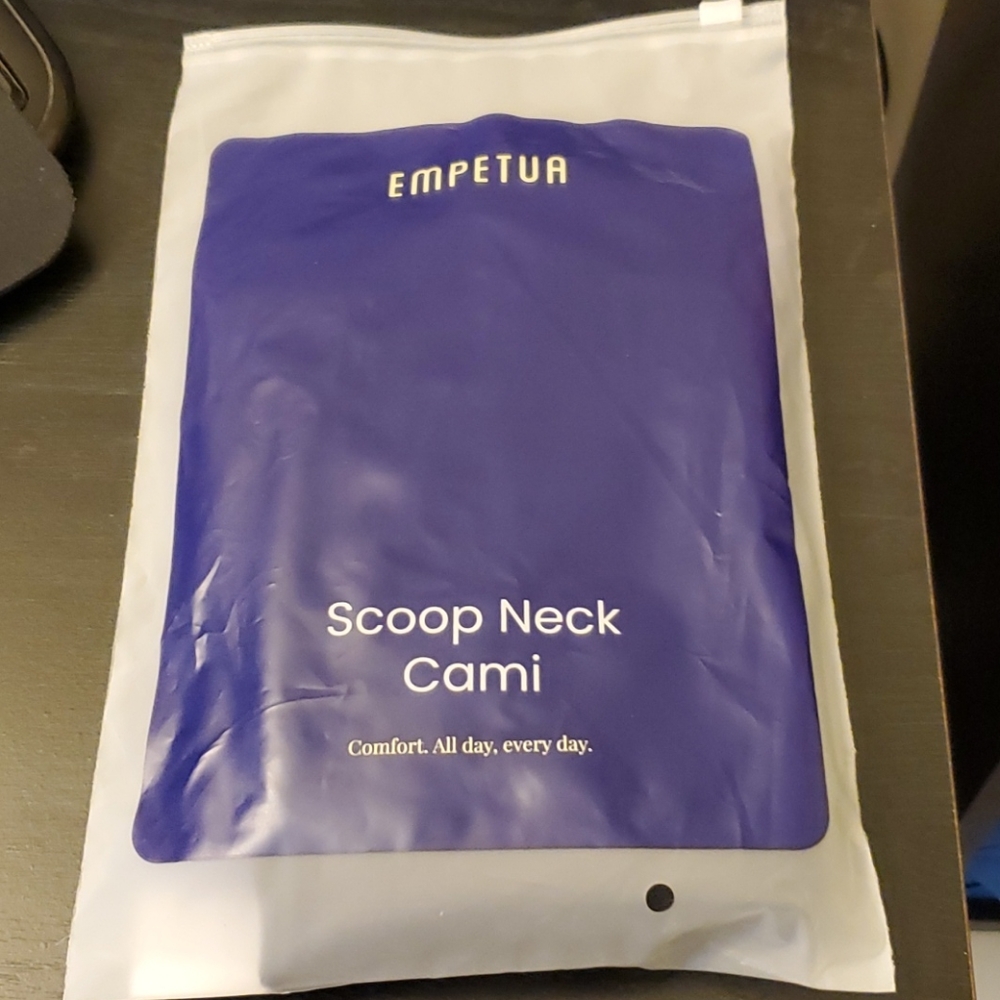 EMPETUA
Scoop Neck
Cami
Comfort. All day, every day.